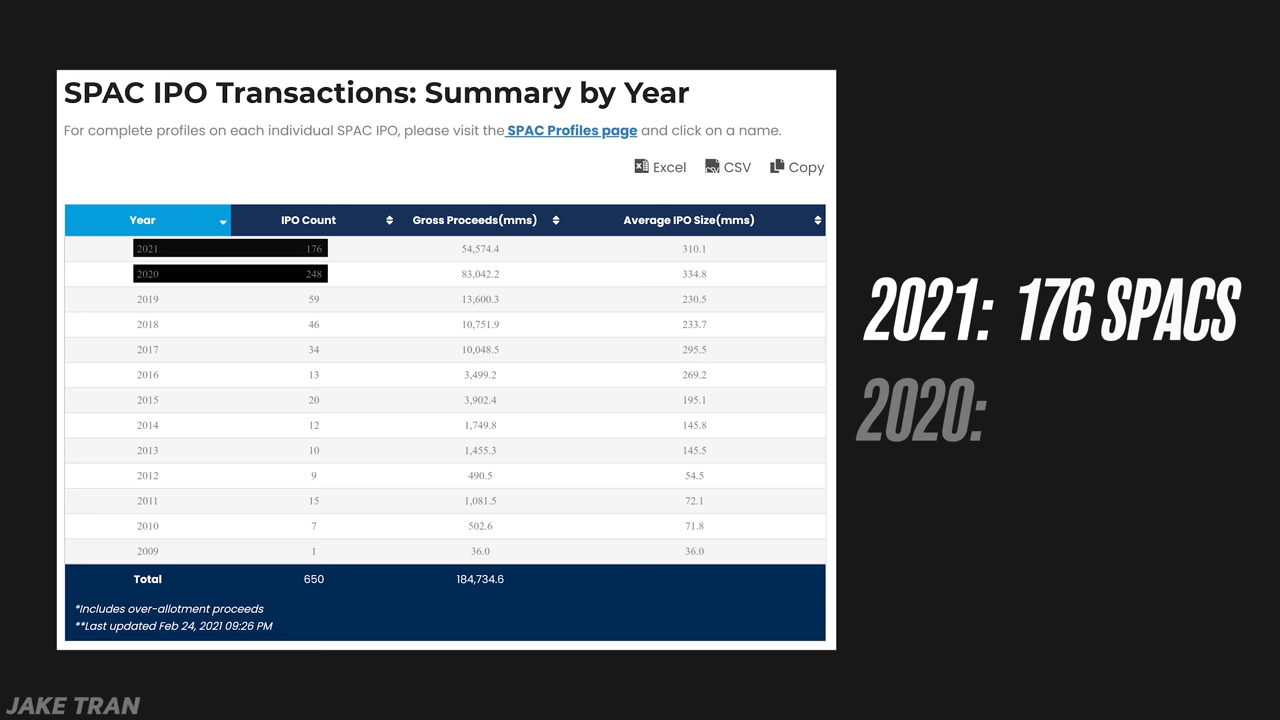 SPAC IPO Transactions: Summary by Year
For complete profiles on each individual SPAC IPO, please visit the SPAC Profiles page and click on a name.
Excel CSV Copy
Year IPO Count Gross Proceeds(mms) Average IPO Size(mms)
2021 176 54,574.4 310.1
2020 248 83,042.2 334.8
2019 59 13,600.3 230.5
2018 46 10,751.9 233.7
2017 34 10,048.5 295.5
2016 13 3,499.2 269.2
2015 20 3,902.4 195.1
2014 12 1,749.8 145.8
2013 10 1,455.3 145.5
2012 9 490.5 54.5
2011 15 1,081.5 72.1
2010 7 502.6 71.8
2009 1 36.0 36.0
Total 650 184,734.6
*Includes over-allotment proceeds
**Last updated Feb 24, 2021 09:26 PM
2021: 176 SPACS
2020:
JAKE TRAN